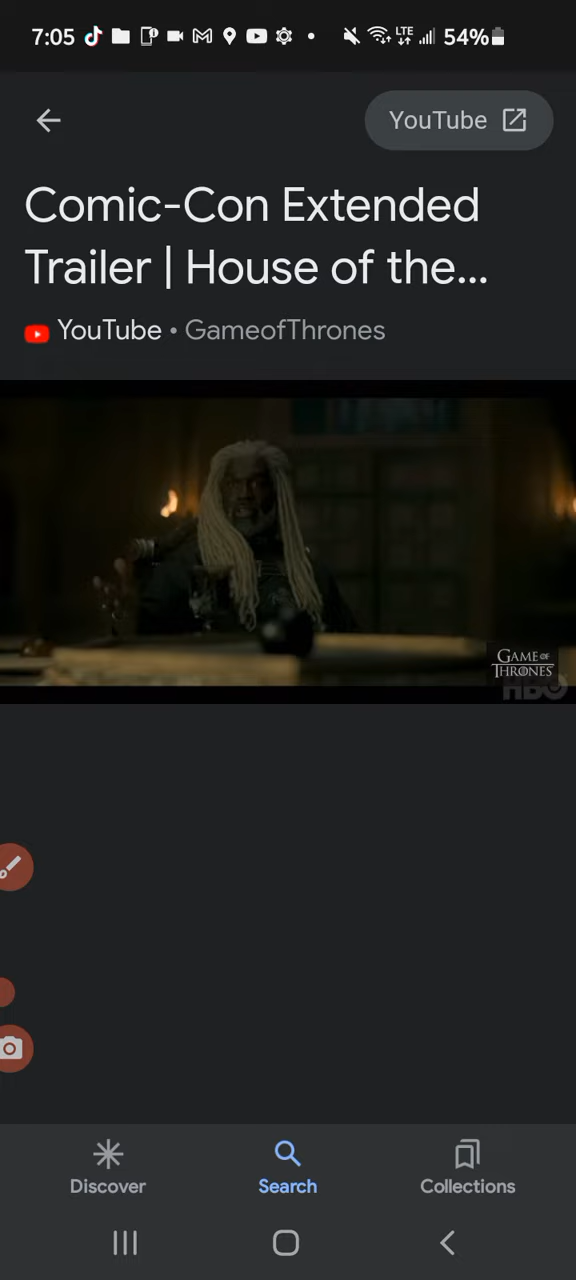 7:05
LTE
54%
YouTube
Comic-Con Extended
Trailer | House of the...
YouTube • GameofThrones
GAME OF
THRONES
HBO
Discover
Search
Collections